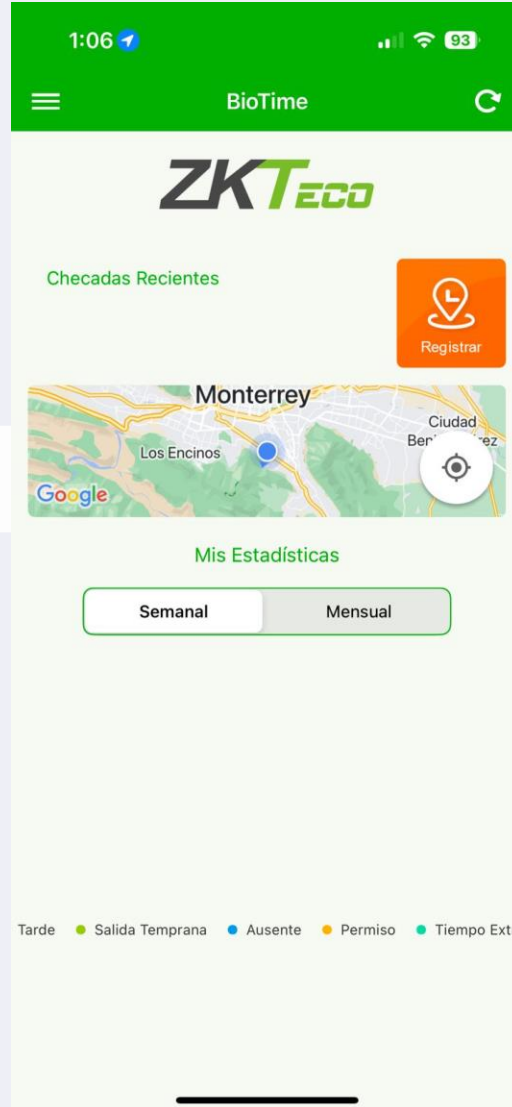 1:06 93
BioTime
ZKTECO
Checadas Recientes
Registrar
Monterrey
Ciudad
Los Encinos
Google
Mis Estadísticas
Semanal Mensual
Tarde Salida Temprana Ausente Permiso Tiempo Ext